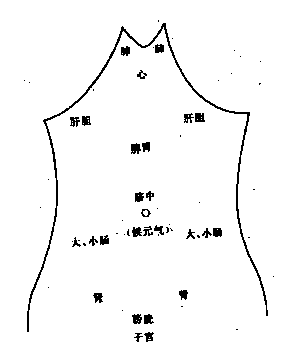 肺 肺
心
肝胆 肝胆
脾胃
脐中
大、小肠 (候元气) 大、小肠
肾 肾
膀胱
子宫